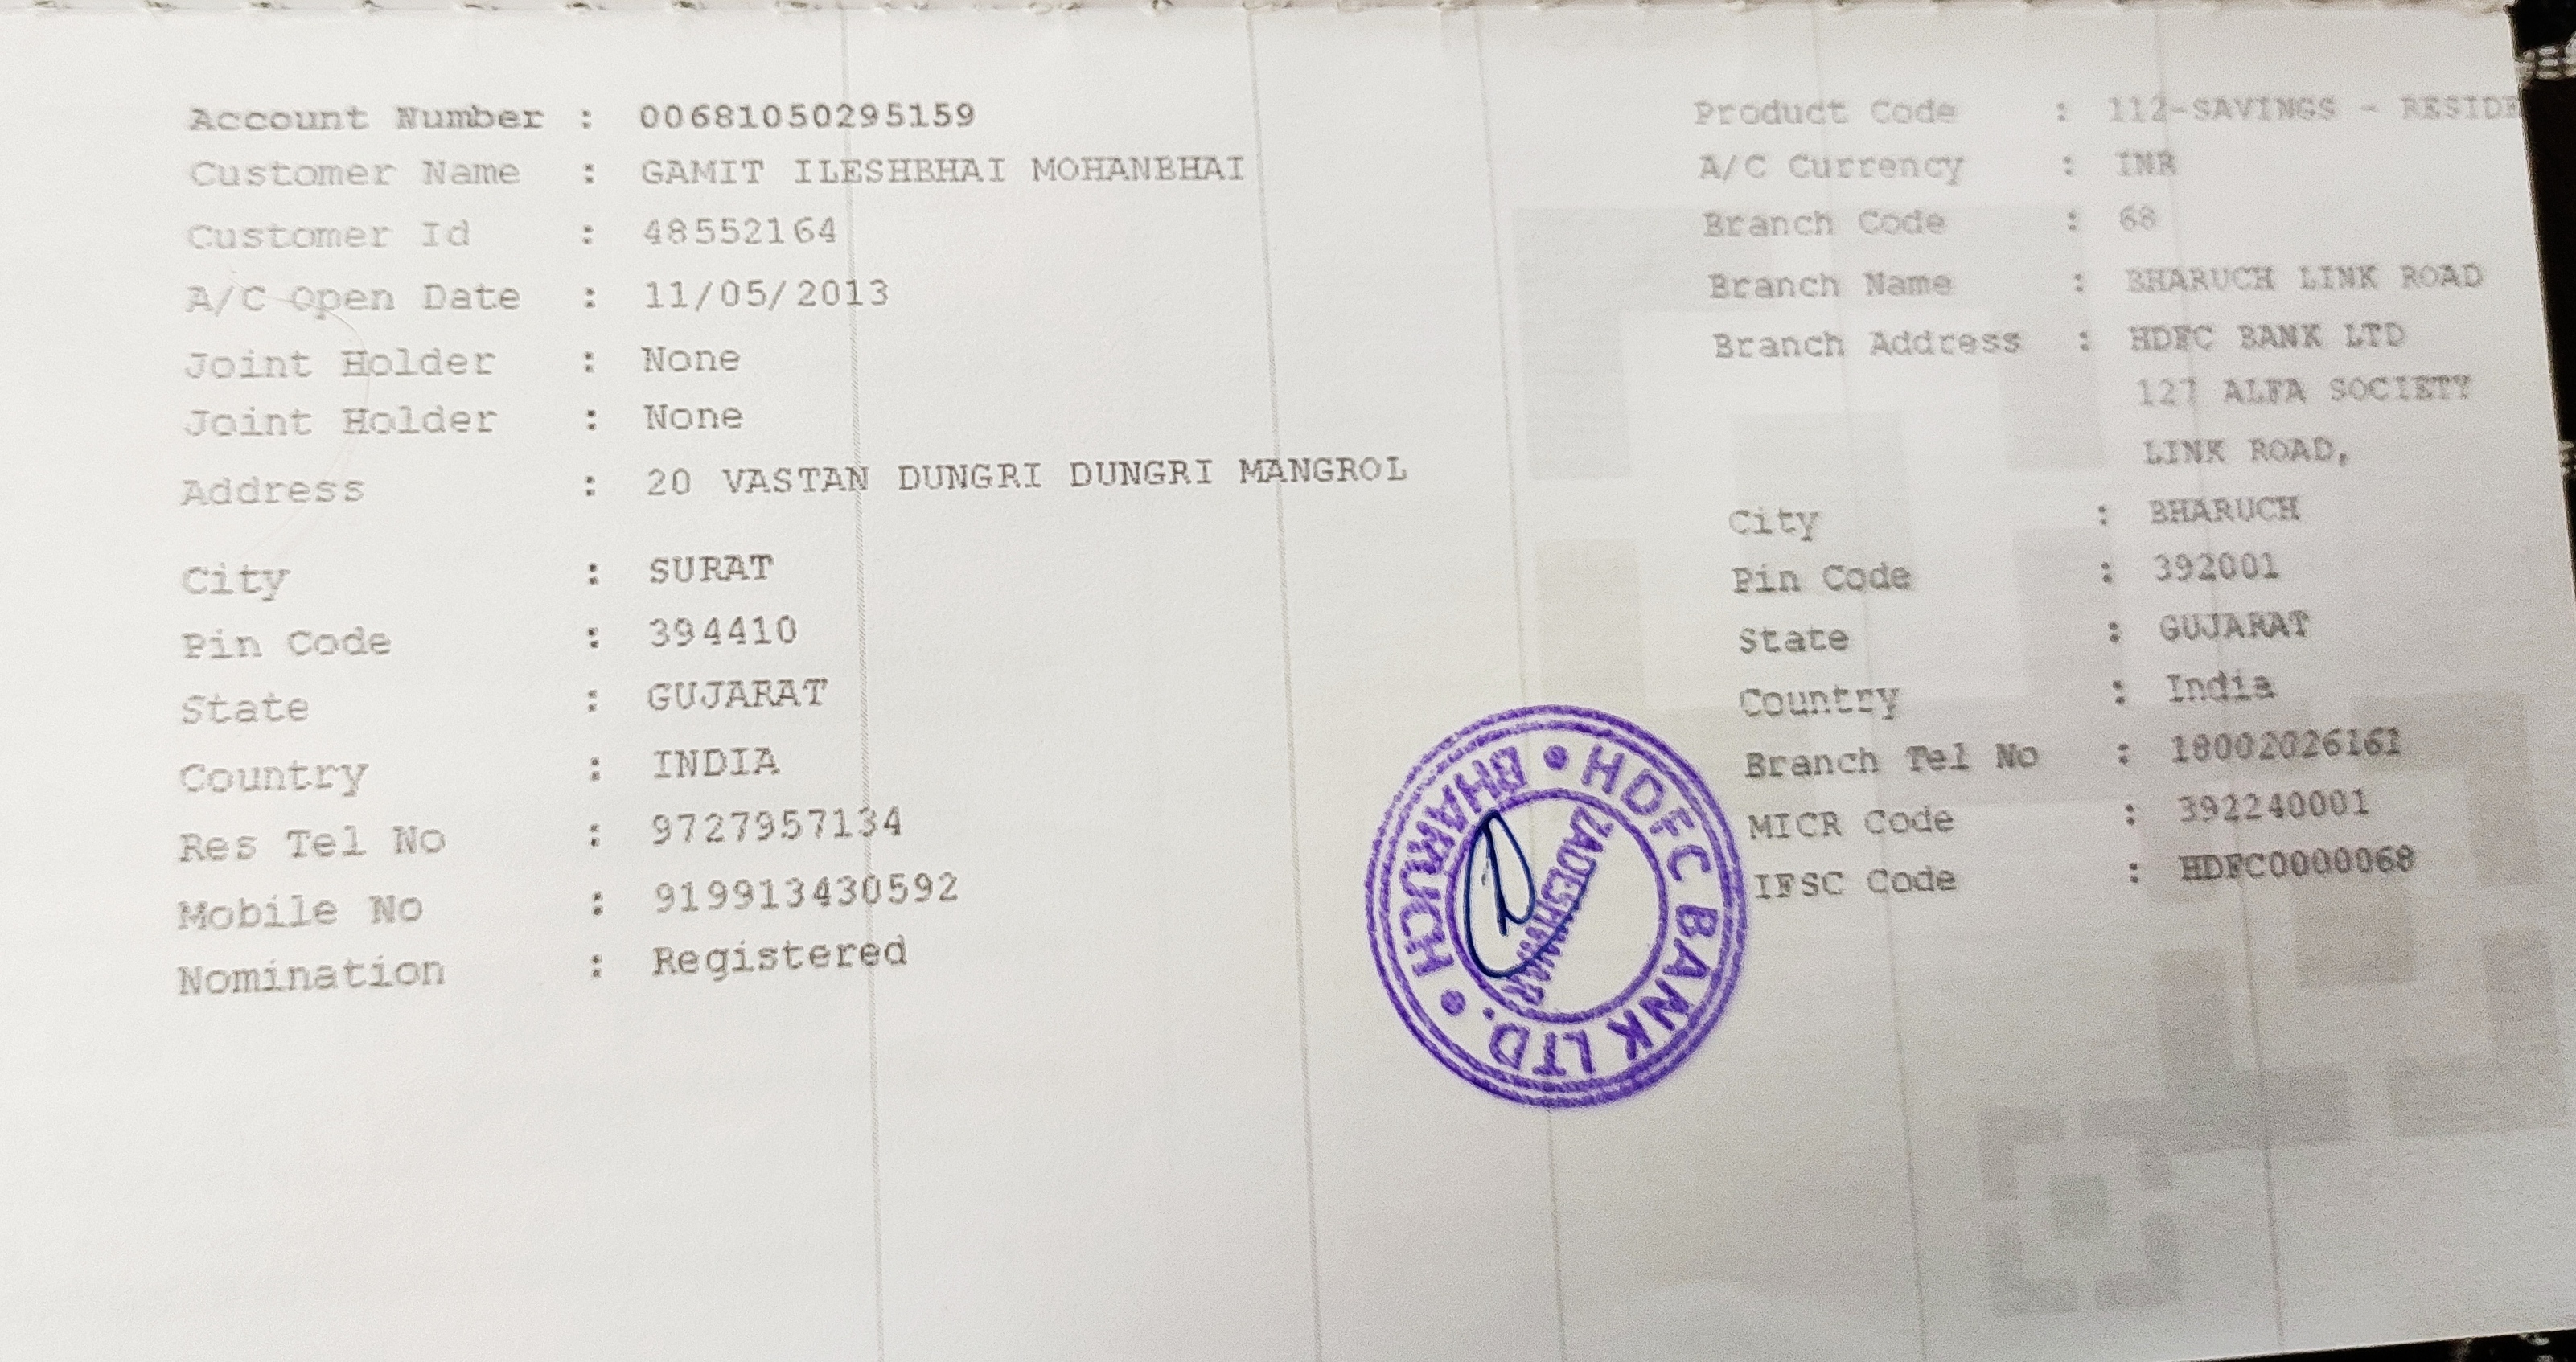 Account Number : 00681050295159
Customer Name : GAMIT ILESHBHAI MOHANBHAI
Customer Id : 48552164
A/C Open Date : 11/05/2013
Joint Holder : None
Joint Holder : None
Address : 20 VASTAN DUNGRI DUNGRI MANGROL
City : SURAT
Pin Code : 394410
State : GUJARAT
Country : INDIA
Res Tel No : 9727957134
Mobile No : 919913430592
Nomination : Registered
Product Code : 112-SAVINGS - RESIDE
A/C Currency : INR
Branch Code : 68
Branch Name : BHARUCH LINK ROAD
Branch Address : HDFC BANK LTD
127 ALFA SOCIETY
LINK ROAD,
City : BHARUCH
Pin Code : 392001
State : GUJARAT
Country : India
Branch Tel No : 18002026161
MICR Code : 392240001
IFSC Code : HDFC0000068
HDFC BANK LTD. • BHARUCH •